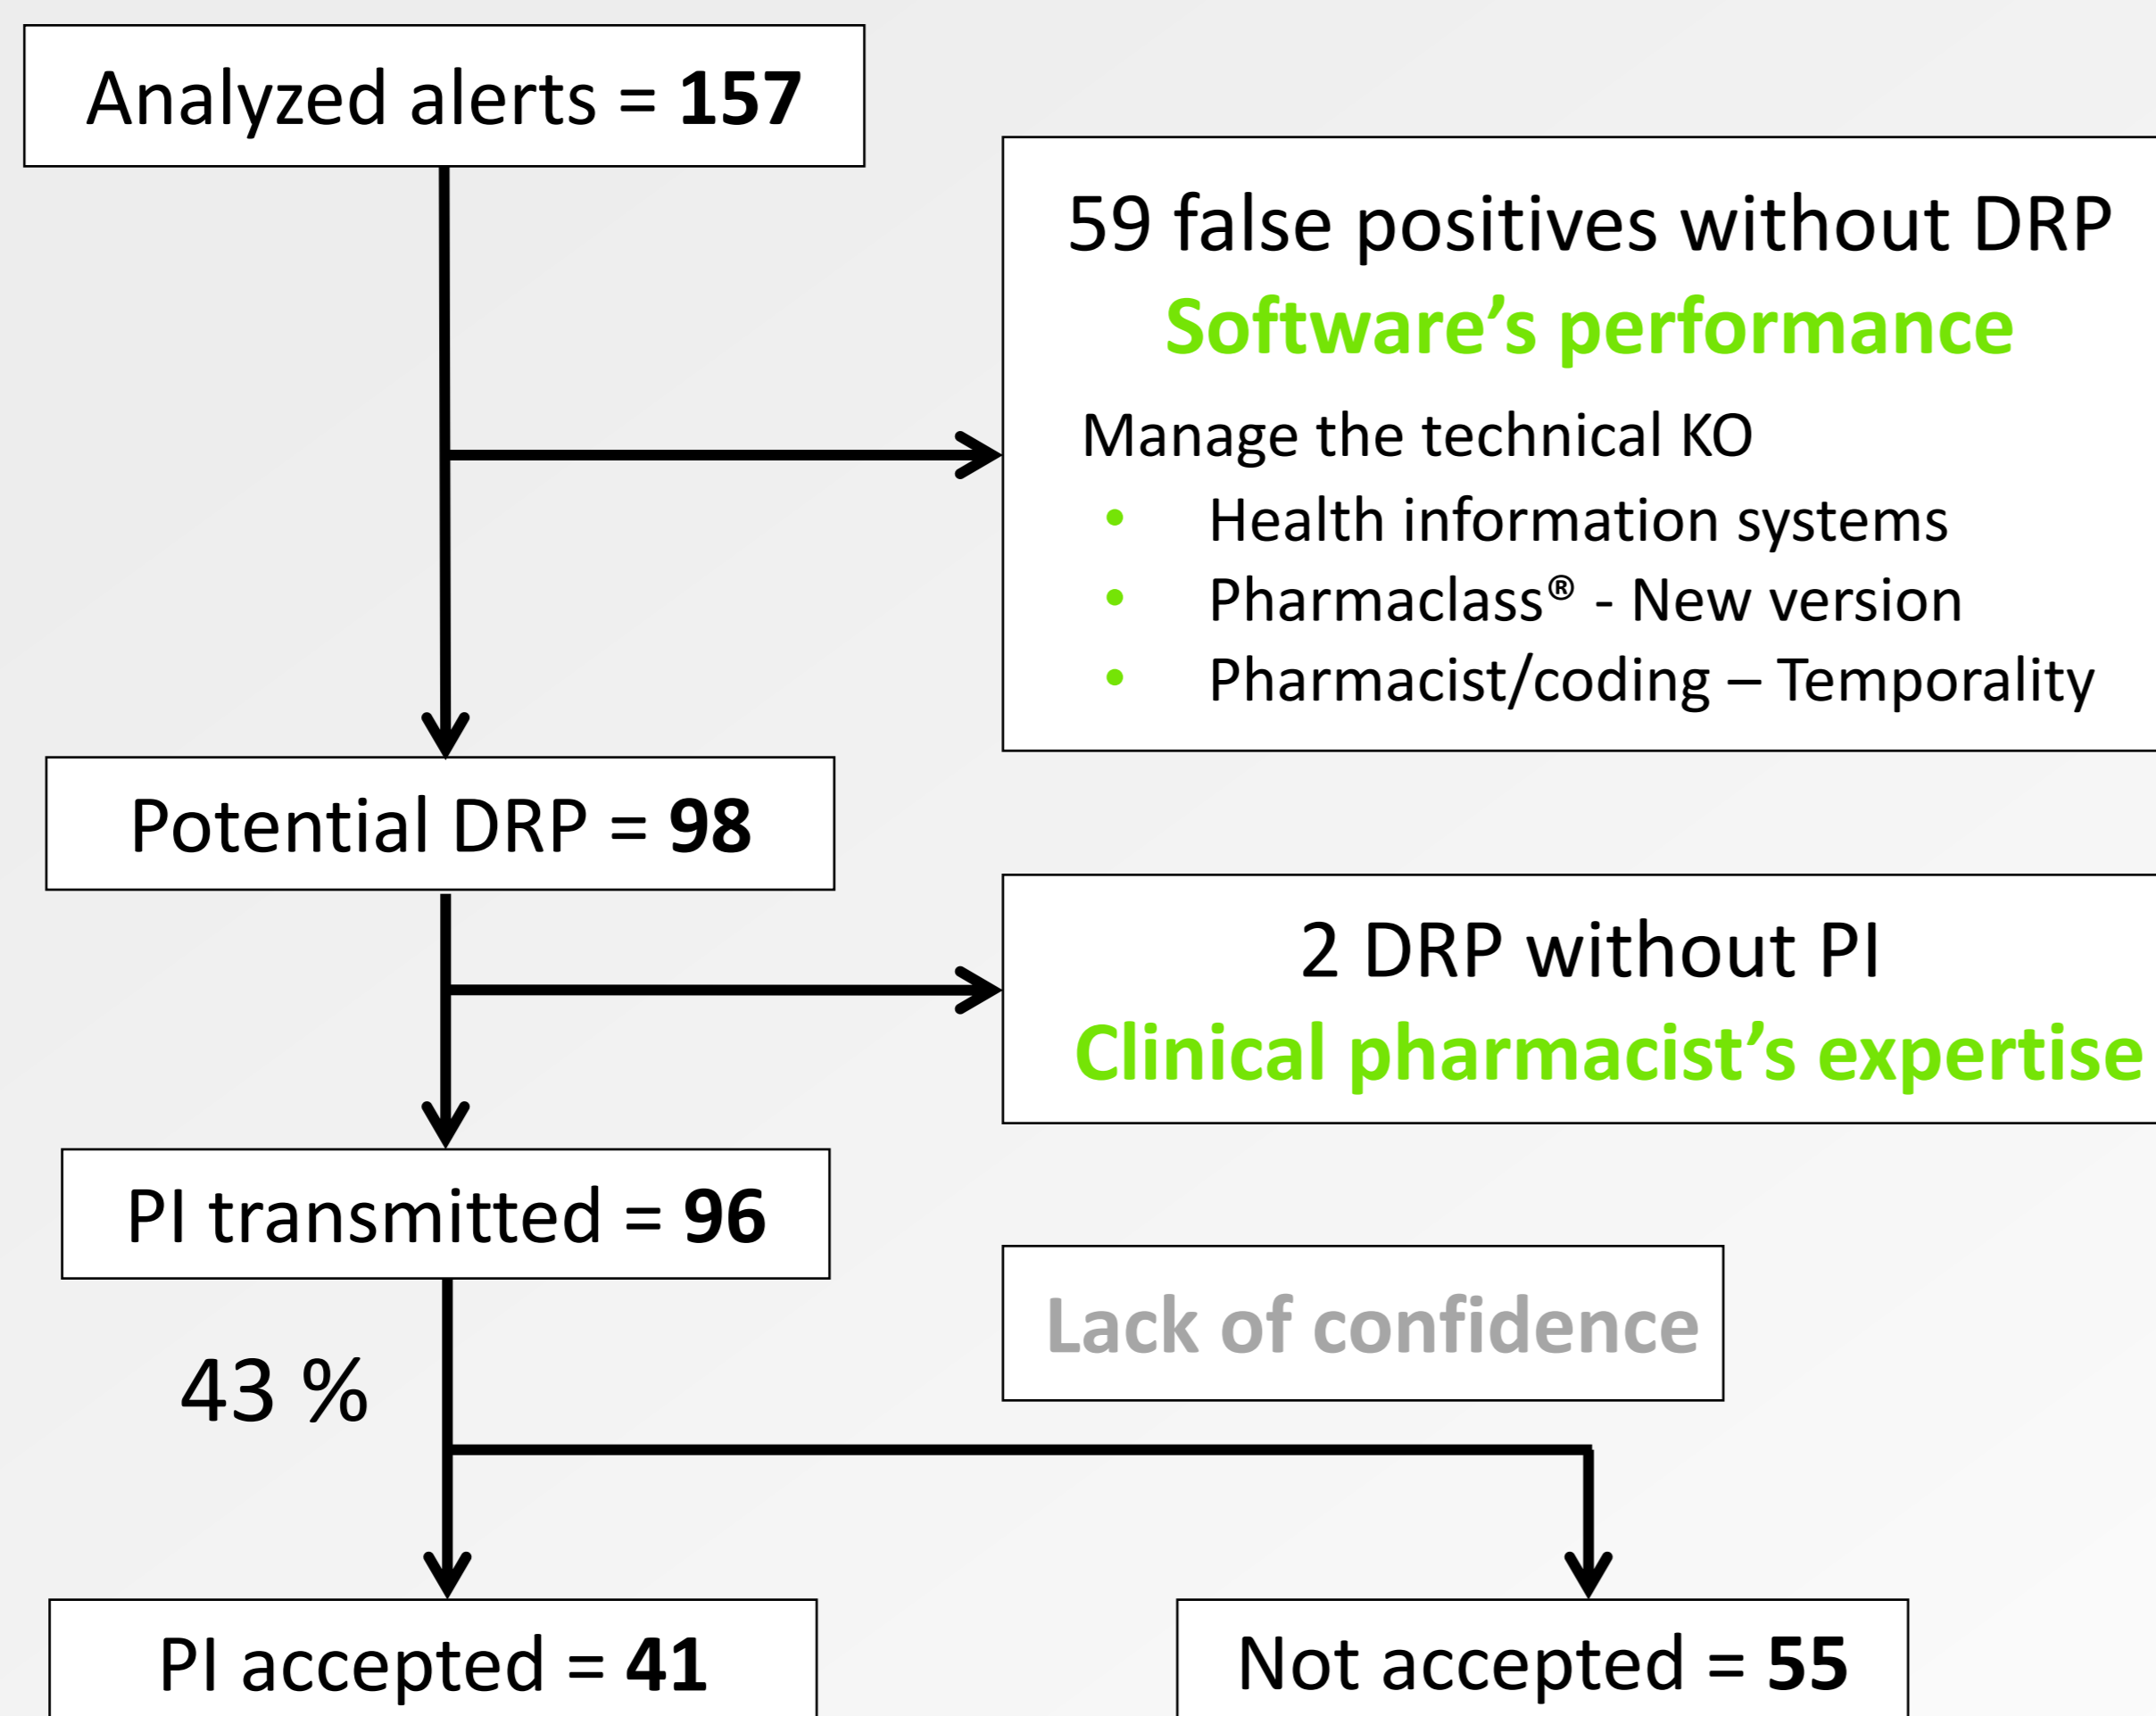 Analyzed alerts = 157
59 false positives without DRP
Software’s performance
Manage the technical KO
• Health information systems
• Pharmaclass® - New version
• Pharmacist/coding – Temporality
Potential DRP = 98
2 DRP without PI
Clinical pharmacist’s expertise
PI transmitted = 96
Lack of confidence
43 %
PI accepted = 41
Not accepted = 55